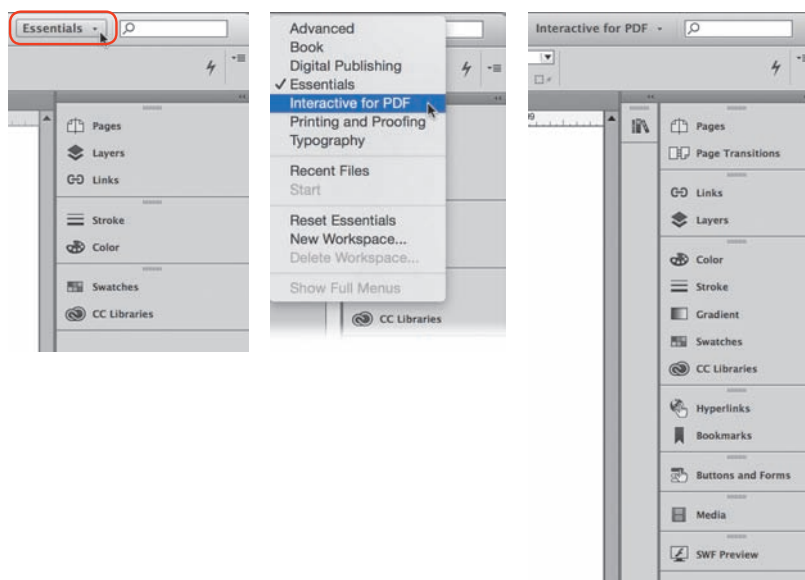 Essentials
Pages
Layers
Links
Stroke
Color
Swatches
CC Libraries
Advanced
Book
Digital Publishing
✓ Essentials
Interactive for PDF
Printing and Proofing
Typography
Recent Files
Start
Reset Essentials
New Workspace...
Delete Workspace...
Show Full Menus
CC Libraries
Interactive for PDF
Pages
Page Transitions
Links
Layers
Color
Stroke
Gradient
Swatches
CC Libraries
Hyperlinks
Bookmarks
Buttons and Forms
Media
SWF Preview